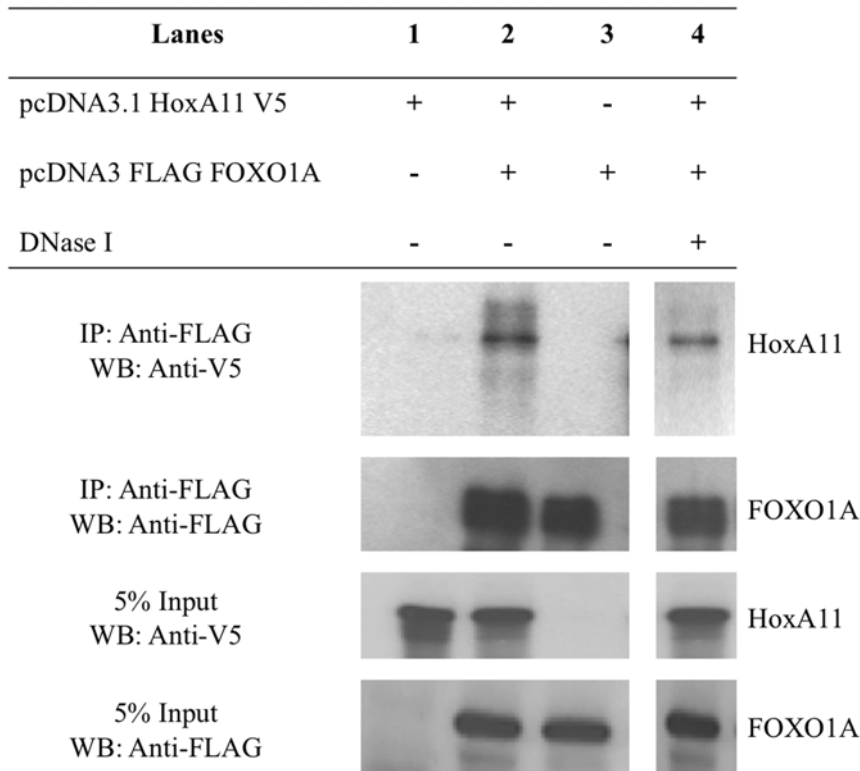 Lanes 1 2 3 4
pcDNA3.1 HoxA11 V5 + + - +
pcDNA3 FLAG FOXO1A - + + +
DNase I - - - +
IP: Anti-FLAG
WB: Anti-V5
HoxA11
IP: Anti-FLAG
WB: Anti-FLAG
FOXO1A
5% Input
WB: Anti-V5
HoxA11
5% Input
WB: Anti-FLAG
FOXO1A